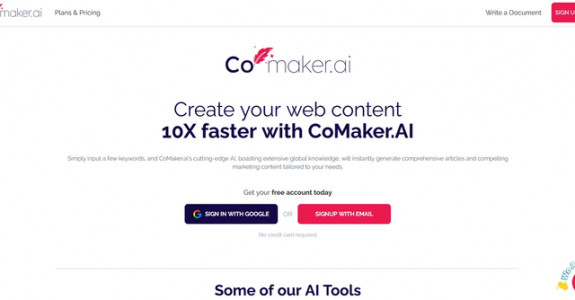 maker.ai Plans & Pricing Write a Document SIGN U
Co maker.ai
Create your web content
10X faster with CoMaker.AI
Simply input a few keywords, and CoMakerai's cutting-edge AI, boasting extensive global knowledge, will instantly generate comprehensive articles and compelling
marketing content tailored to your needs.
Get your free account today
SIGN IN WITH GOOGLE OR SIGNUP WITH EMAIL
No credit card required
Some of our AI Tools